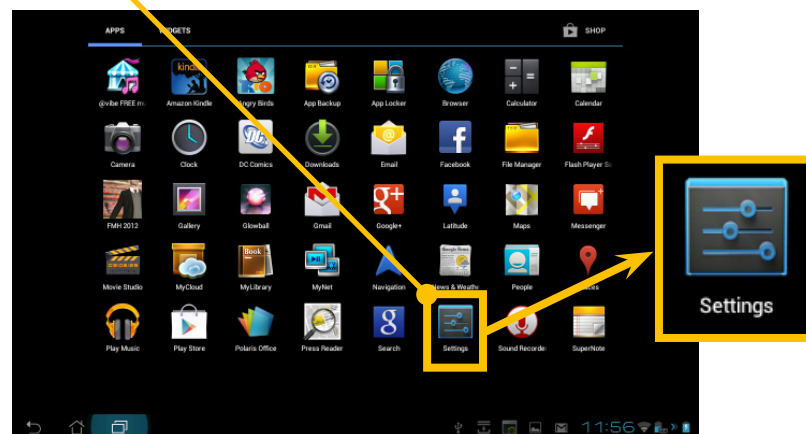 APPS WIDGETS SHOP
@vibe FREE mu Amazon Kindle Angry Birds App Backup App Locker Browser Calculator Calendar
Camera Clock DC Comics Downloads Email Facebook File Manager Flash Player Se
FMH 2012 Gallery Glowball Gmail Google+ Latitude Maps Messenger
Movie Studio MyCloud MyLibrary MyNet Navigation News & Weathe People Places
Play Music Play Store Polaris Office Press Reader Search Settings Sound Recorde SuperNote
Settings
11:56